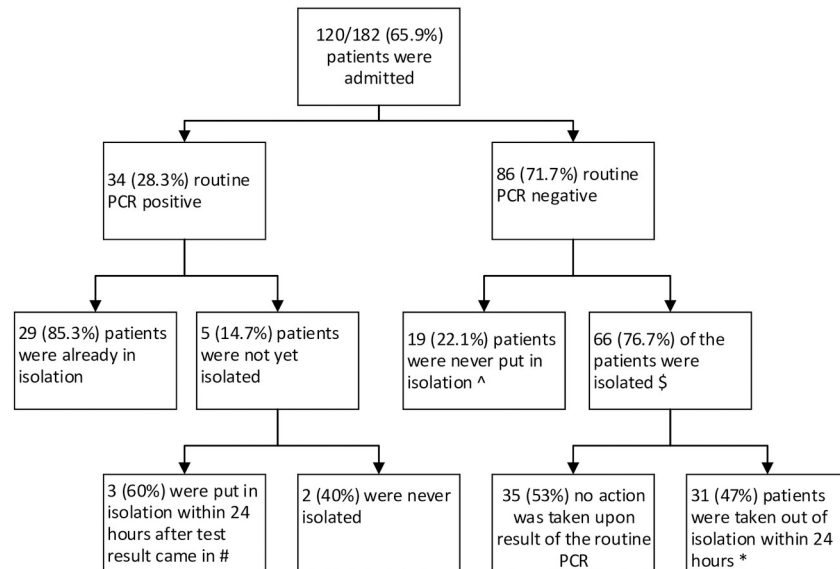 120/182 (65.9%)
patients were
admitted
34 (28.3%) routine
PCR positive
86 (71.7%) routine
PCR negative
29 (85.3%) patients
were already in
isolation
5 (14.7%) patients
were not yet
isolated
19 (22.1%) patients
were never put in
isolation ^
66 (76.7%) of the
patients were
isolated $
3 (60%) were put in
isolation within 24
hours after test
result came in #
2 (40%) were never
isolated
35 (53%) no action
was taken upon
result of the routine
PCR
31 (47%) patients
were taken out of
isolation within 24
hours *